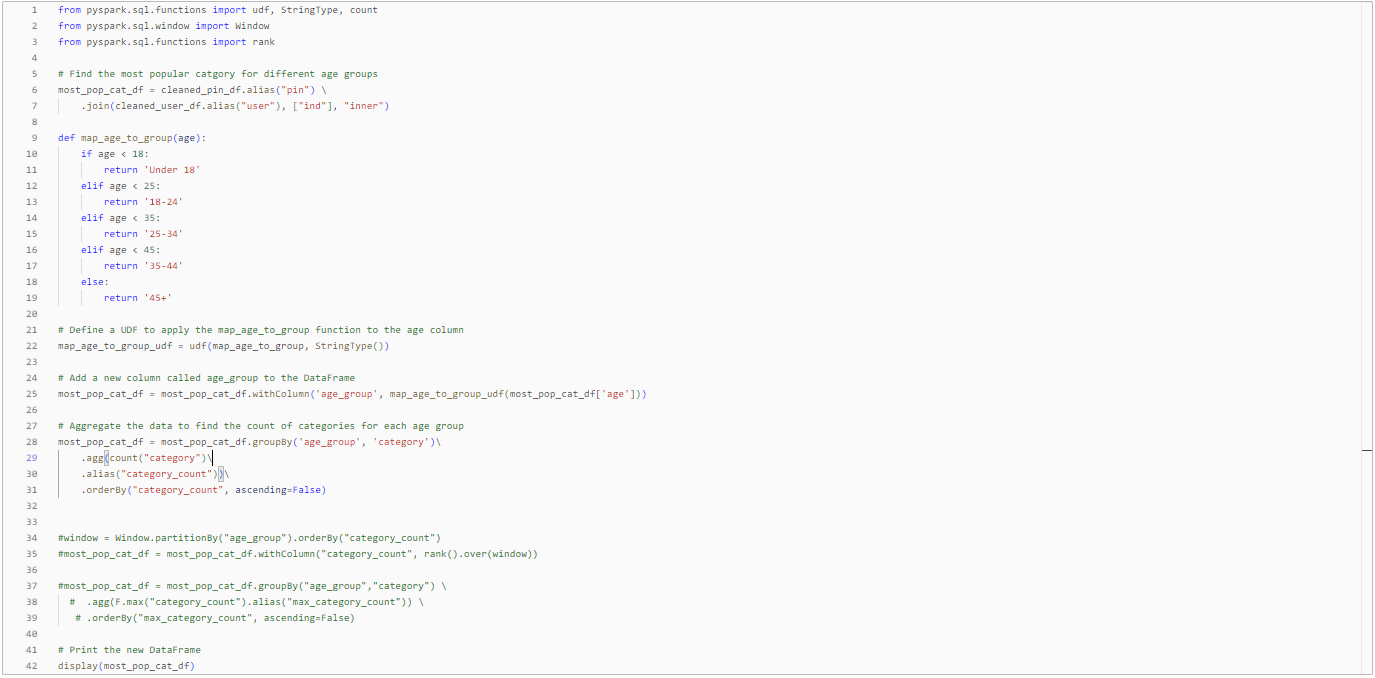 1 from pyspark.sql.functions import udf, StringType, count
2 from pyspark.sql.window import Window
3 from pyspark.sql.functions import rank
4
5 # Find the most popular catgory for different age groups
6 most_pop_cat_df = cleaned_pin_df.alias("pin") \
7     .join(cleaned_user_df.alias("user"), ["ind"], "inner")
8
9 def map_age_to_group(age):
10     if age < 18:
11         return 'Under 18'
12     elif age < 25:
13         return '18-24'
14     elif age < 35:
15         return '25-34'
16     elif age < 45:
17         return '35-44'
18     else:
19         return '45+'
20
21 # Define a UDF to apply the map_age_to_group function to the age column
22 map_age_to_group_udf = udf(map_age_to_group, StringType())
23
24 # Add a new column called age_group to the DataFrame
25 most_pop_cat_df = most_pop_cat_df.withColumn('age_group', map_age_to_group_udf(most_pop_cat_df['age']))
26
27 # Aggregate the data to find the count of categories for each age group
28 most_pop_cat_df = most_pop_cat_df.groupBy('age_group', 'category')\
29     .agg(count("category")\
30     .alias("category_count"))\
31     .orderBy("category_count", ascending=False)
32
33
34 #window = Window.partitionBy("age_group").orderBy("category_count")
35 #most_pop_cat_df = most_pop_cat_df.withColumn("category_count", rank().over(window))
36
37 #most_pop_cat_df = most_pop_cat_df.groupBy("age_group","category") \
38   #  .agg(F.max("category_count").alias("max_category_count")) \
39    # .orderBy("max_category_count", ascending=False)
40
41 # Print the new DataFrame
42 display(most_pop_cat_df)